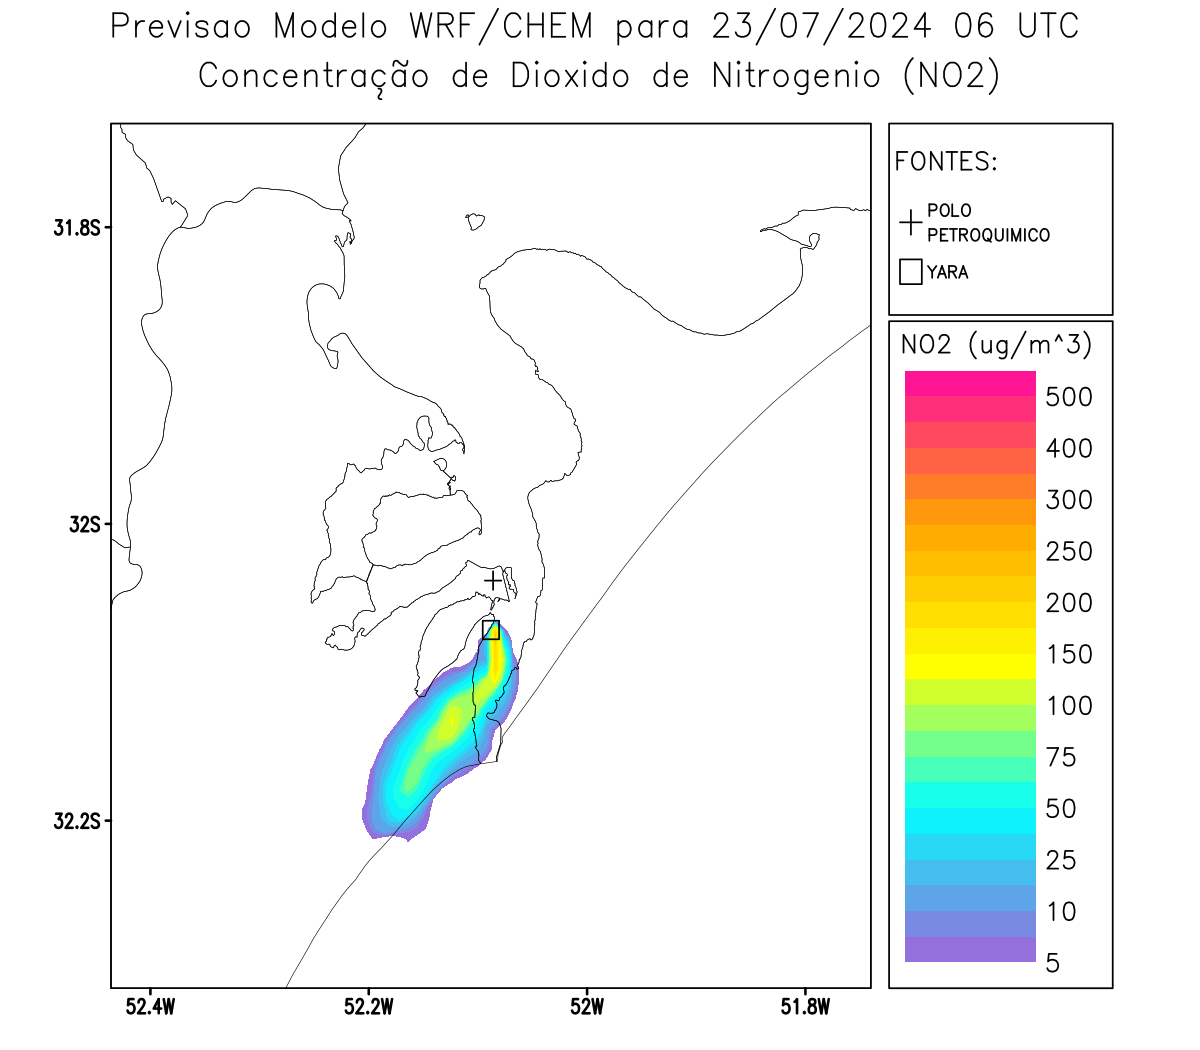 Previsao Modelo WRF/CHEM para 23/07/2024 06 UTC
Concentração de Dioxido de Nitrogenio (NO2)
FONTES:
POLO
PETROQUIMICO
YARA
NO2 (ug/m^3)
500
400
300
250
200
150
100
75
50
25
10
5
31.8S
32S
32.2S
52.4W
52.2W
52W
51.8W